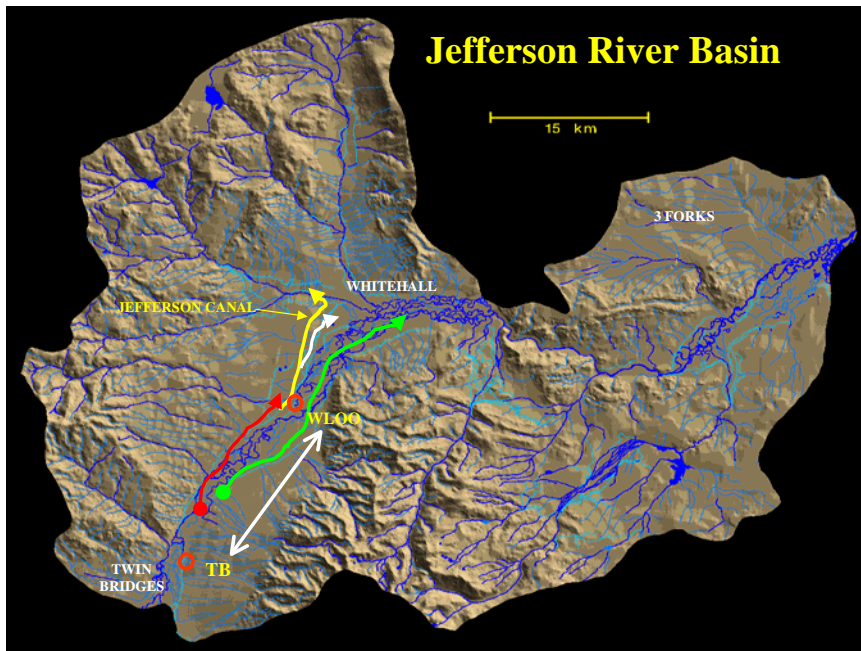 Jefferson River Basin
15 km
3 FORKS
WHITEHALL
JEFFERSON CANAL
WLOO
TB
TWIN
BRIDGES